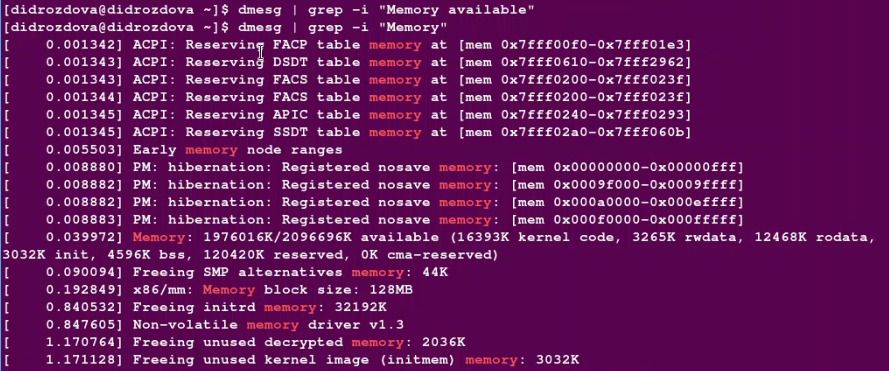 [didrozdova@didrozdova ~]$ dmesg | grep -i "Memory available"
[didrozdova@didrozdova ~]$ dmesg | grep -i "Memory"
[    0.001342] ACPI: Reserving FACP table memory at [mem 0x7fff00f0-0x7fff01e3]
[    0.001343] ACPI: Reserving DSDT table memory at [mem 0x7fff0610-0x7fff2962]
[    0.001343] ACPI: Reserving FACS table memory at [mem 0x7fff0200-0x7fff023f]
[    0.001344] ACPI: Reserving FACS table memory at [mem 0x7fff0200-0x7fff023f]
[    0.001345] ACPI: Reserving APIC table memory at [mem 0x7fff0240-0x7fff0293]
[    0.001345] ACPI: Reserving SSDT table memory at [mem 0x7fff02a0-0x7fff060b]
[    0.005503] Early memory node ranges
[    0.008880] PM: hibernation: Registered nosave memory: [mem 0x00000000-0x00000fff]
[    0.008882] PM: hibernation: Registered nosave memory: [mem 0x0009f000-0x0009ffff]
[    0.008882] PM: hibernation: Registered nosave memory: [mem 0x000a0000-0x000effff]
[    0.008883] PM: hibernation: Registered nosave memory: [mem 0x000f0000-0x000fffff]
[    0.039972] Memory: 1976016K/2096696K available (16393K kernel code, 3265K rwdata, 12468K rodata,
3032K init, 4596K bss, 120420K reserved, 0K cma-reserved)
[    0.090094] Freeing SMP alternatives memory: 44K
[    0.192849] x86/mm: Memory block size: 128MB
[    0.840532] Freeing initrd memory: 32192K
[    0.847605] Non-volatile memory driver v1.3
[    1.170764] Freeing unused decrypted memory: 2036K
[    1.171128] Freeing unused kernel image (initmem) memory: 3032K